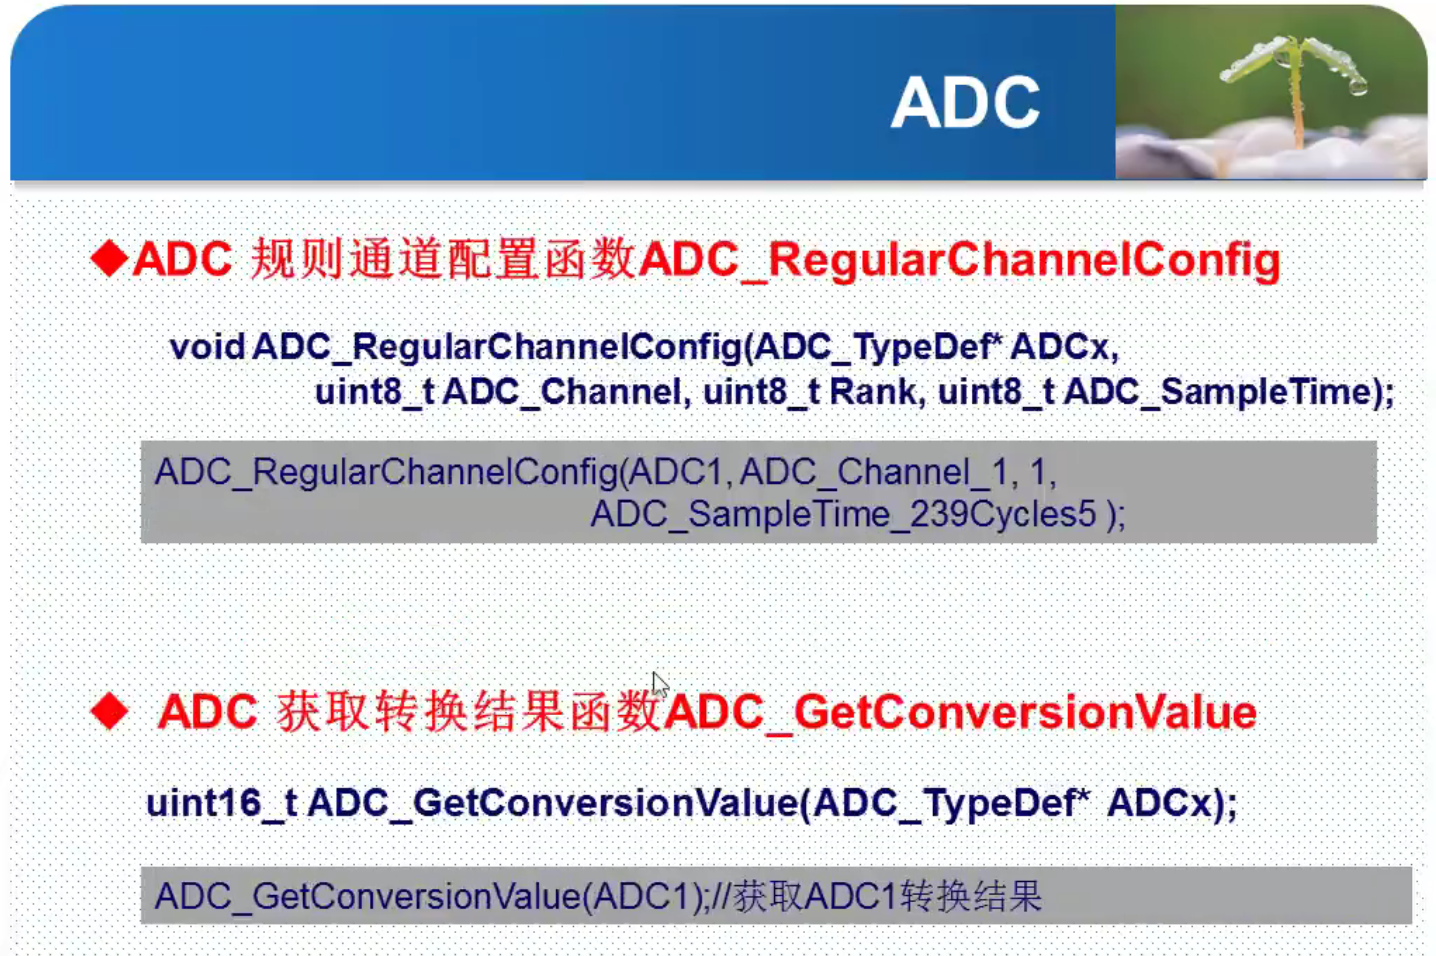 ADC
◆ADC 规则通道配置函数ADC_RegularChannelConfig
void ADC_RegularChannelConfig(ADC_TypeDef* ADCx,
uint8_t ADC_Channel, uint8_t Rank, uint8_t ADC_SampleTime);
ADC_RegularChannelConfig(ADC1, ADC_Channel_1, 1,
ADC_SampleTime_239Cycles5 );
◆ ADC 获取转换结果函数ADC_GetConversionValue
uint16_t ADC_GetConversionValue(ADC_TypeDef* ADCx);
ADC_GetConversionValue(ADC1);//获取ADC1转换结果